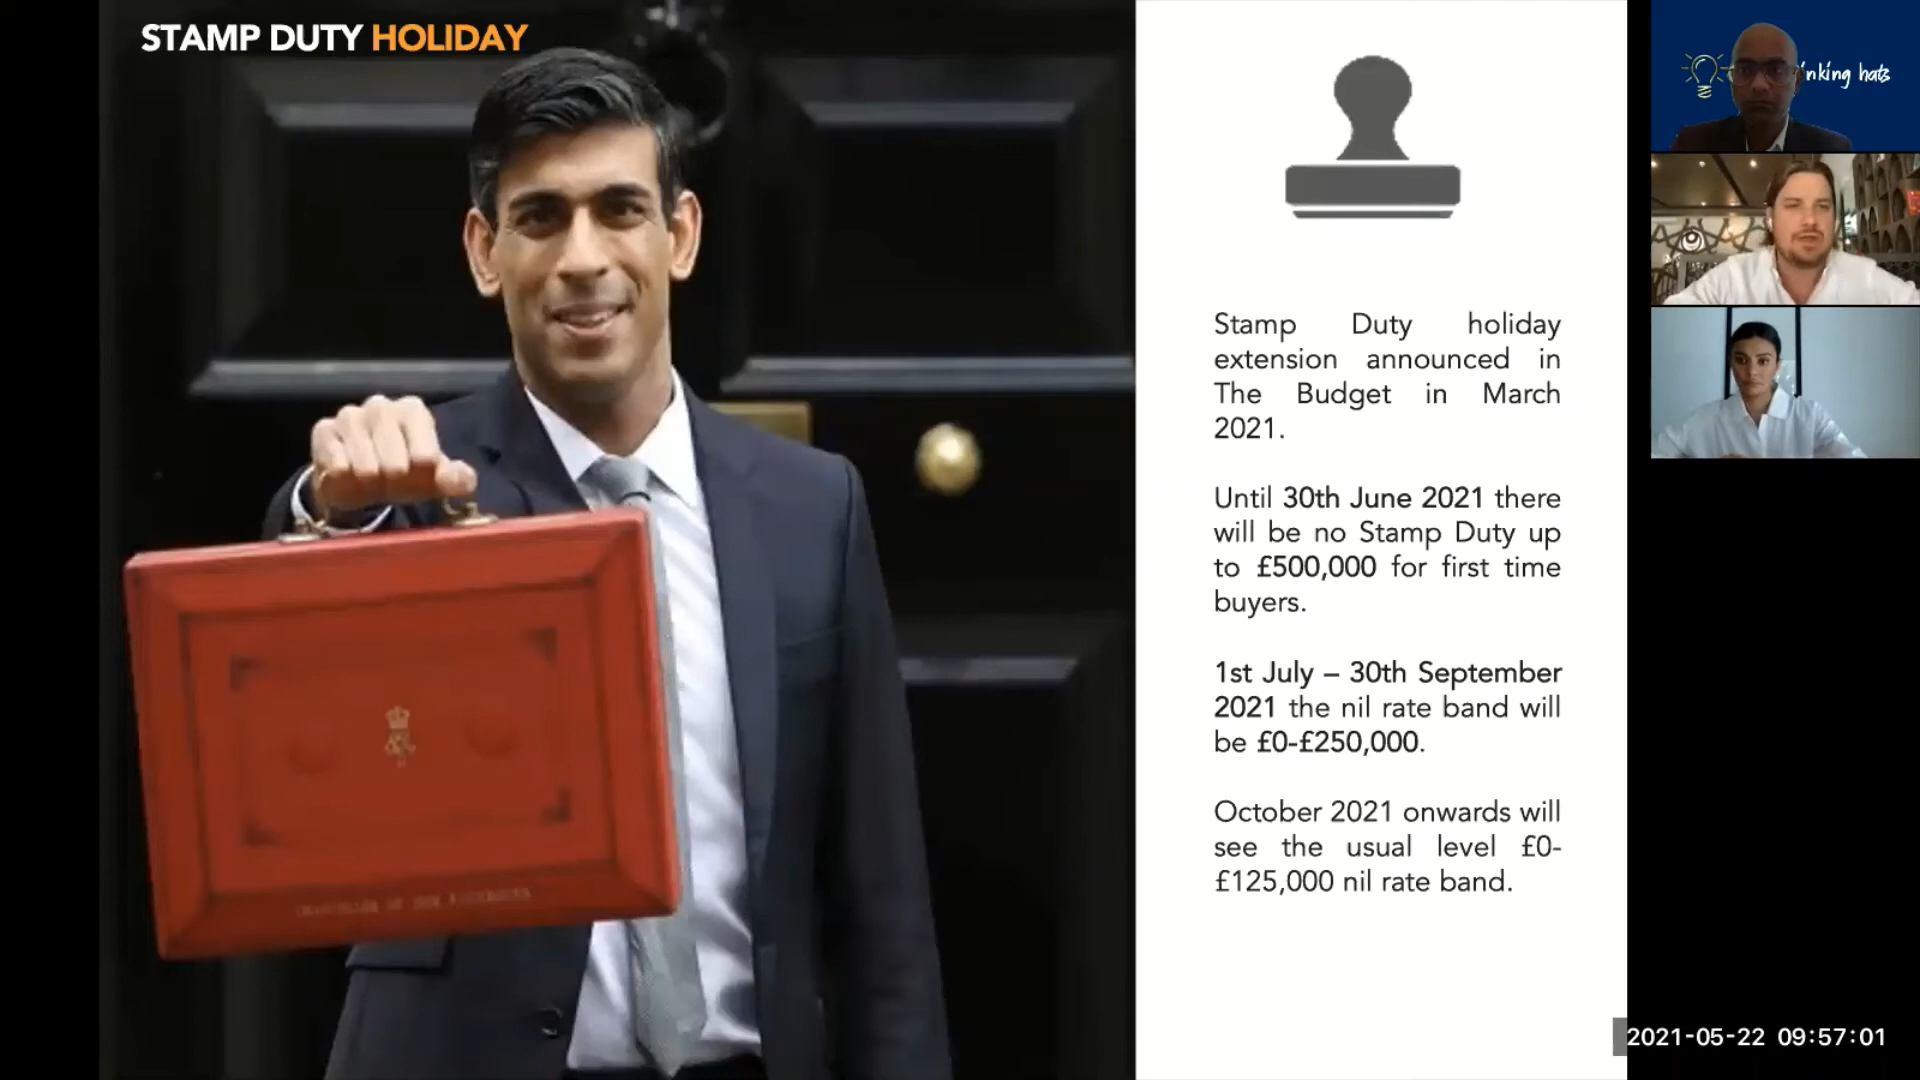 STAMP DUTY HOLIDAY
nking hats
Stamp Duty holiday
extension announced in
The Budget in March
2021.
Until 30th June 2021 there
will be no Stamp Duty up
to £500,000 for first time
buyers.
1st July – 30th September
2021 the nil rate band will
be £0-£250,000.
October 2021 onwards will
see the usual level £0-
£125,000 nil rate band.
2021-05-22 09:57:01